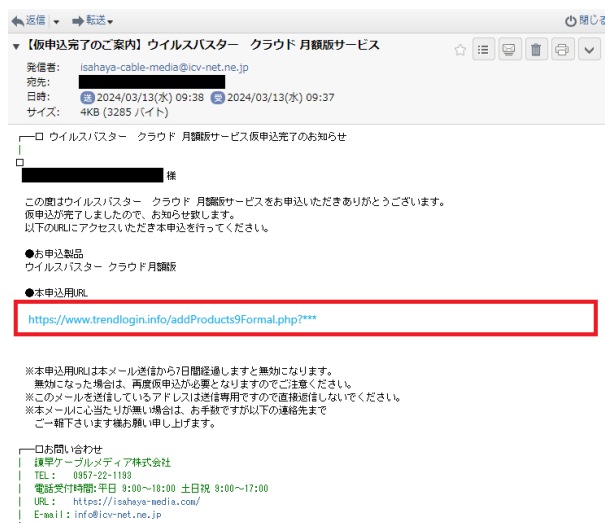 返信 転送 閉じる
【仮申込完了のご案内】ウイルスバスター　クラウド 月額版サービス
発信者: isahaya-cable-media@icv-net.ne.jp
宛先:
日時: 送 2024/03/13(水) 09:38 受 2024/03/13(水) 09:37
サイズ: 4KB (3285 バイト)
┌──□ ウイルスバスター　クラウド 月額版サービス仮申込完了のお知らせ
|
□
様
この度はウイルスバスター　クラウド 月額版サービスをお申込いただきありがとうございます。
仮申込が完了しましたので、お知らせ致します。
以下のURLにアクセスいただき本申込を行ってください。
●お申込製品
ウイルスバスター クラウド月額版
●本申込用URL
https://www.trendlogin.info/addProducts9Formal.php?***
※本申込用URLは本メール送信から7日間経過しますと無効になります。
無効になった場合は、再度仮申込が必要となりますのでご注意ください。
※このメールを送信しているアドレスは送信専用ですので直接返信しないでください。
※本メールに心当たりが無い場合は、お手数ですが以下の連絡先まで
ご一報下さいます様お願い申し上げます。
┌──□お問い合わせ
| 諫早ケーブルメディア株式会社
| TEL： 0957-22-1193
| 電話受付時間:平日 9:00～18:00 土日祝 9:00～17:00
| URL： https://isahaya-media.com/
| E-mail：info@icv-net.ne.jp